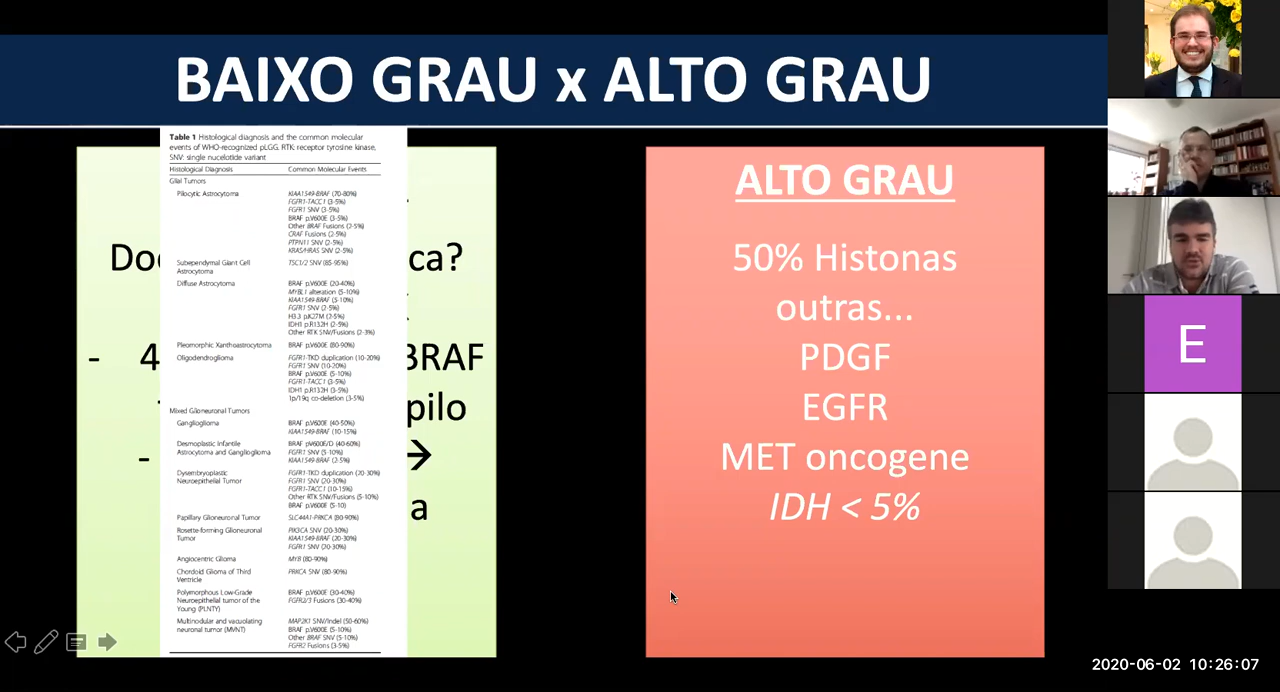 BAIXO GRAU x ALTO GRAU
Table 1 Histological diagnosis and the common molecular
events of WHO-recognized pLGG. RTK: receptor tyrosine kinase,
SNV: single nucelotide variant
Histological Diagnosis Common Molecular Events
Glial Tumors
Pilocytic Astrocytoma KIAA1549-BRAF (70-80%)
FGFR1-TACC1 (3-5%)
FGFR1 SNV (3-5%)
BRAF p.V600E (3-5%)
Other BRAF Fusions (2-5%)
CRAF Fusions (2-5%)
PTPN11 SNV (2-5%)
KRAS/HRAS SNV (2-5%)
Subependymal Giant Cell TSC1/2 SNV (85-95%)
Astrocytoma
Diffuse Astrocytoma BRAF p.V600E (20-40%)
MYBL1 alteration (5-10%)
KIAA1549-BRAF (5-10%)
FGFR1 SNV (2-5%)
H3.3 p.K27M (2-5%)
IDH1 p.R132H (2-5%)
Other RTK SNV/Fusions (2-3%)
Pleomorphic Xanthoastrocytoma BRAF p.V600E (80-90%)
Oligodendroglioma FGFR1-TKD duplication (10-20%)
FGFR1 SNV (10-20%)
BRAF p.V600E (5-10%)
FGFR1-TACC1 (3-5%)
IDH1 p.R132H (3-5%)
1p/19q co-deletion (3-5%)
Mixed Glioneuronal Tumors
Ganglioglioma BRAF p.V600E (40-50%)
KIAA1549-BRAF (10-15%)
Desmoplastic Infantile BRAF pV600E/D (40-60%)
Astrocytoma and Ganglioglioma FGFR1 SNV (5-10%)
KIAA1549-BRAF (2-5%)
Dysembryoplastic FGFR1-TKD duplication (20-30%)
Neuroepithelial Tumor FGFR1 SNV (20-30%)
FGFR1-TACC1 (10-15%)
Other RTK SNV/Fusions (5-10%)
BRAF p.V600E (5-10)
Papillary Glioneuronal Tumor SLC44A1-PRKCA (80-90%)
Rosette-forming Glioneuronal PIK3CA SNV (20-30%)
Tumor KIAA1549-BRAF (20-30%)
FGFR1 SNV (20-30%)
Angiocentric Glioma MYB (80-90%)
Chordoid Glioma of Third PRKCA SNV (80-90%)
Ventricle
Polymorphous Low-Grade BRAF p.V600E (30-40%)
Neuroepithelial tumor of the FGFR2/3 Fusions (30-40%)
Young (PLNTY)
Multinodular and vacuolating MAP2K1 SNV/Indel (50-60%)
neuronal tumor (MVNT) BRAF p.V600E (5-10%)
Other BRAF SNV (5-10%)
FGFR2 Fusions (3-5%)
Do ca?
- 4 BRAF
pilo
- →
a
ALTO GRAU
50% Histonas
outras...
PDGF
EGFR
MET oncogene
IDH < 5%
E
2020-06-02 10:26:07